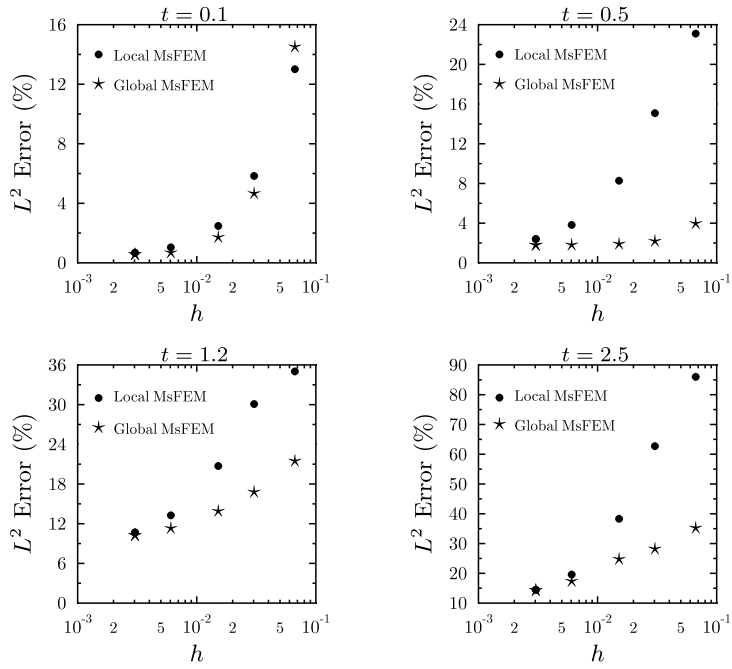 t = 0.1
16
12
8
4
0
L² Error (%)
Local MsFEM
Global MsFEM
10⁻³ 2 5 10⁻² 2 5 10⁻¹
h
t = 0.5
24
20
16
12
8
4
0
L² Error (%)
Local MsFEM
Global MsFEM
10⁻³ 2 5 10⁻² 2 5 10⁻¹
h
t = 1.2
36
30
24
18
12
6
0
L² Error (%)
Local MsFEM
Global MsFEM
10⁻³ 2 5 10⁻² 2 5 10⁻¹
h
t = 2.5
90
80
70
60
50
40
30
20
10
L² Error (%)
Local MsFEM
Global MsFEM
10⁻³ 2 5 10⁻² 2 5 10⁻¹
h